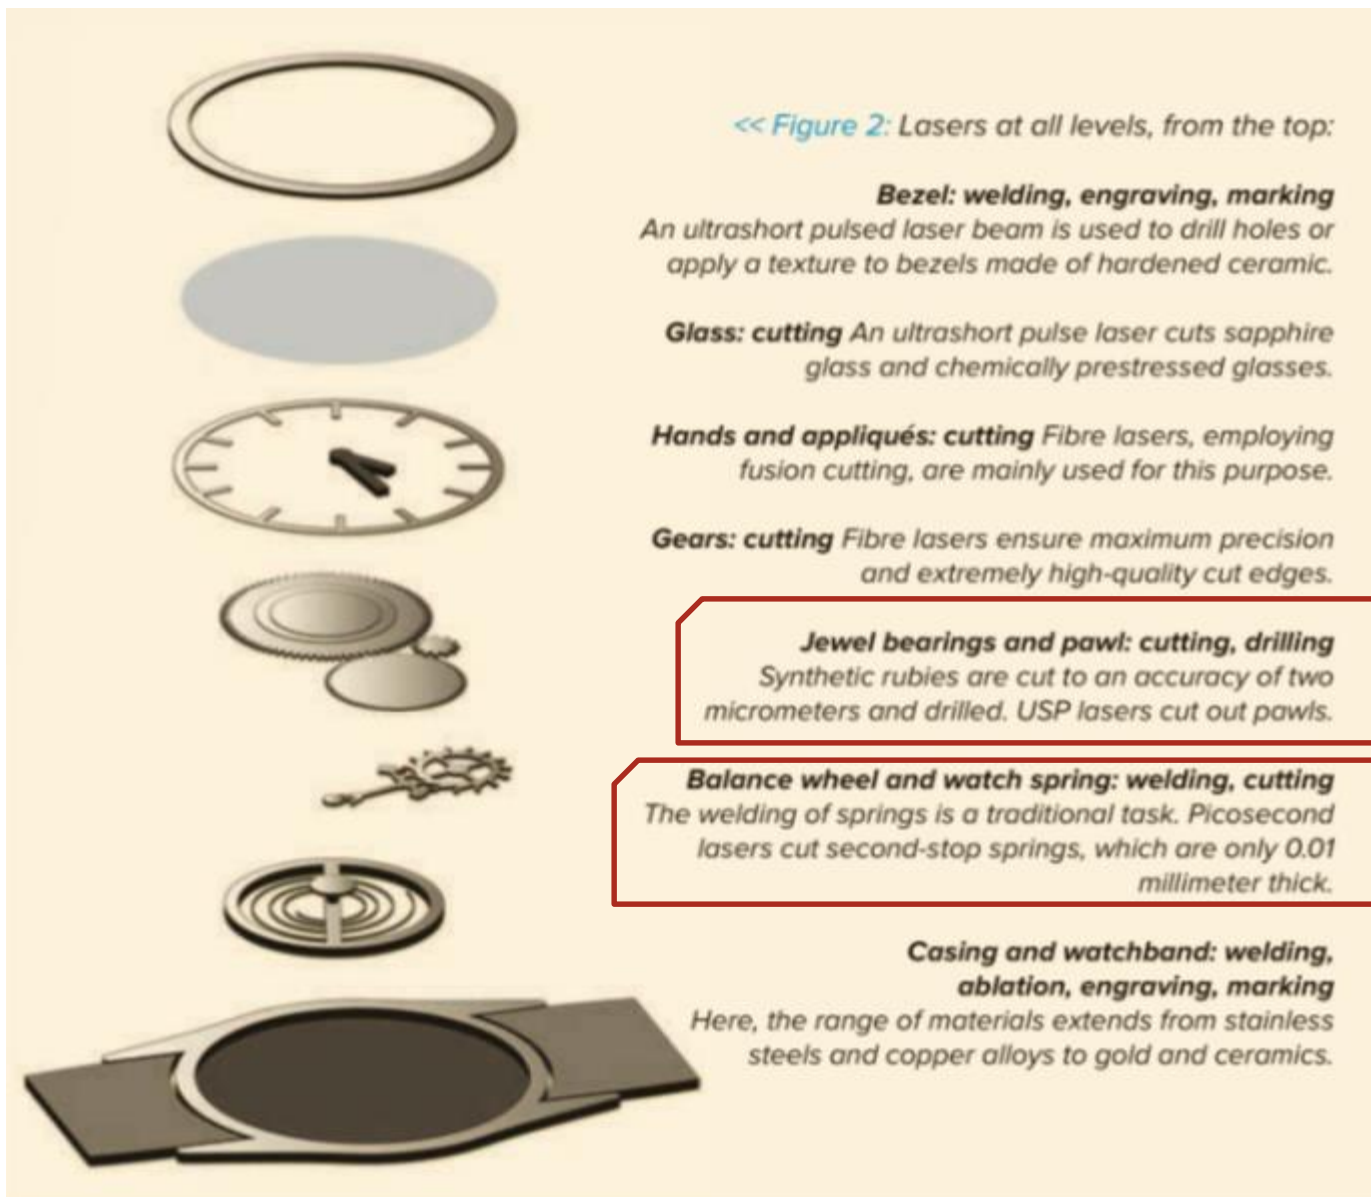 << Figure 2: Lasers at all levels, from the top:
Bezel: welding, engraving, marking
An ultrashort pulsed laser beam is used to drill holes or
apply a texture to bezels made of hardened ceramic.
Glass: cutting An ultrashort pulse laser cuts sapphire
glass and chemically prestressed glasses.
Hands and appliqués: cutting Fibre lasers, employing
fusion cutting, are mainly used for this purpose.
Gears: cutting Fibre lasers ensure maximum precision
and extremely high-quality cut edges.
Jewel bearings and pawl: cutting, drilling
Synthetic rubies are cut to an accuracy of two
micrometers and drilled. USP lasers cut out pawls.
Balance wheel and watch spring: welding, cutting
The welding of springs is a traditional task. Picosecond
lasers cut second-stop springs, which are only 0.01
millimeter thick.
Casing and watchband: welding,
ablation, engraving, marking
Here, the range of materials extends from stainless
steels and copper alloys to gold and ceramics.